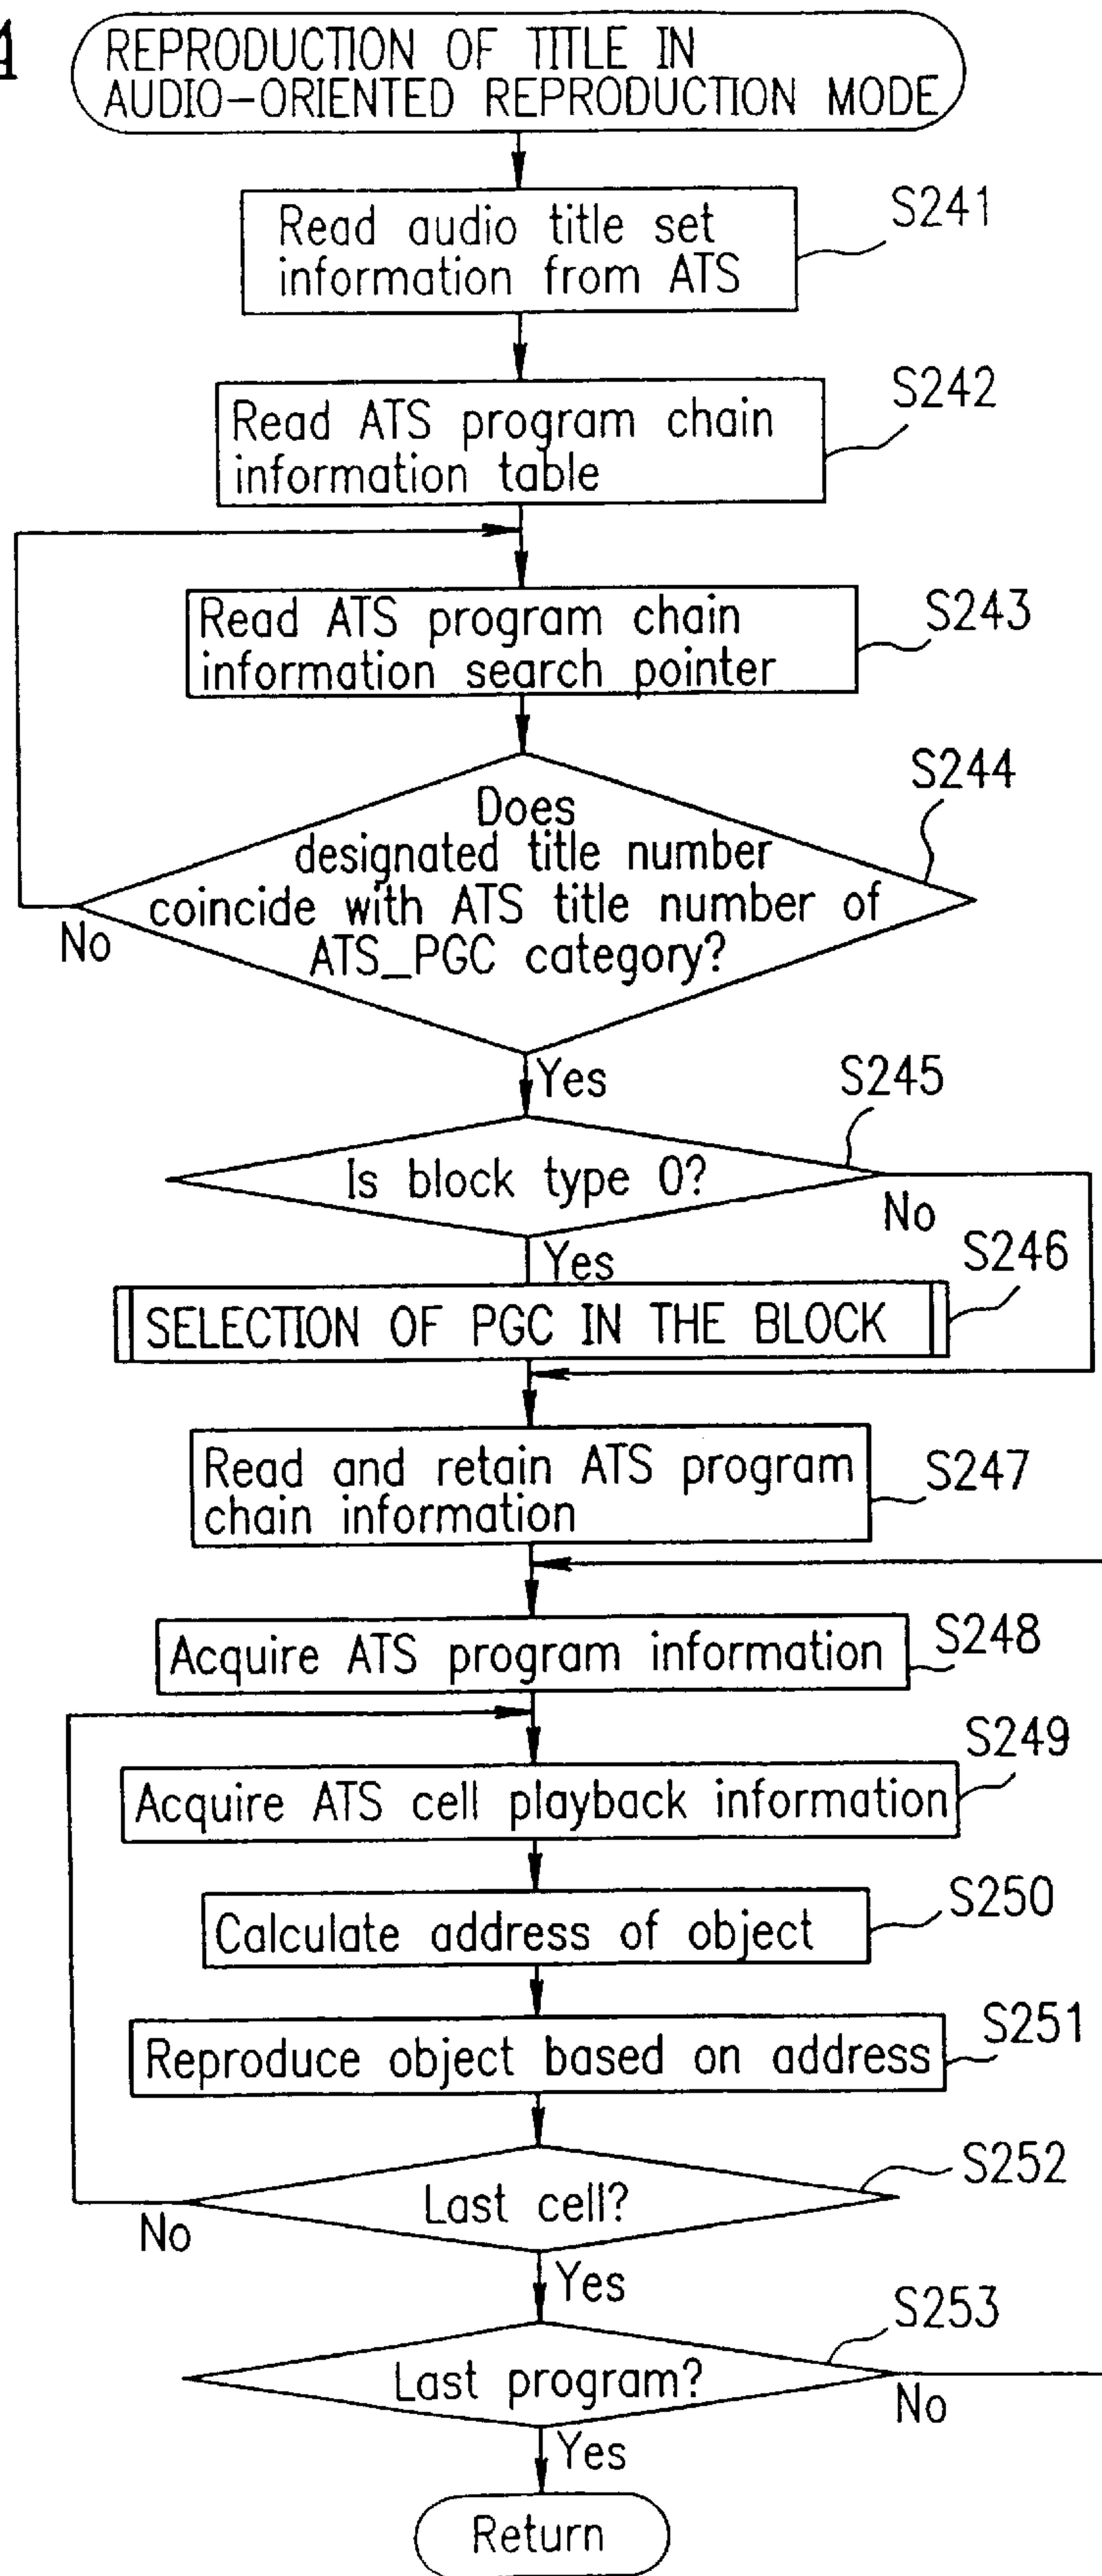 REPRODUCTION OF TITLE IN
AUDIO-ORIENTED REPRODUCTION MODE
Read audio title set
information from ATS
S241
Read ATS program chain
information table
S242
Read ATS program chain
information search pointer
S243
Does
designated title number
coincide with ATS title number of
ATS_PGC category?
S244
No
Yes
Is block type 0?
S245
No
Yes
SELECTION OF PGC IN THE BLOCK
S246
Read and retain ATS program
chain information
S247
Acquire ATS program information
S248
Acquire ATS cell playback information
S249
Calculate address of object
S250
Reproduce object based on address
S251
Last cell?
S252
No
Yes
Last program?
S253
No
Yes
Return